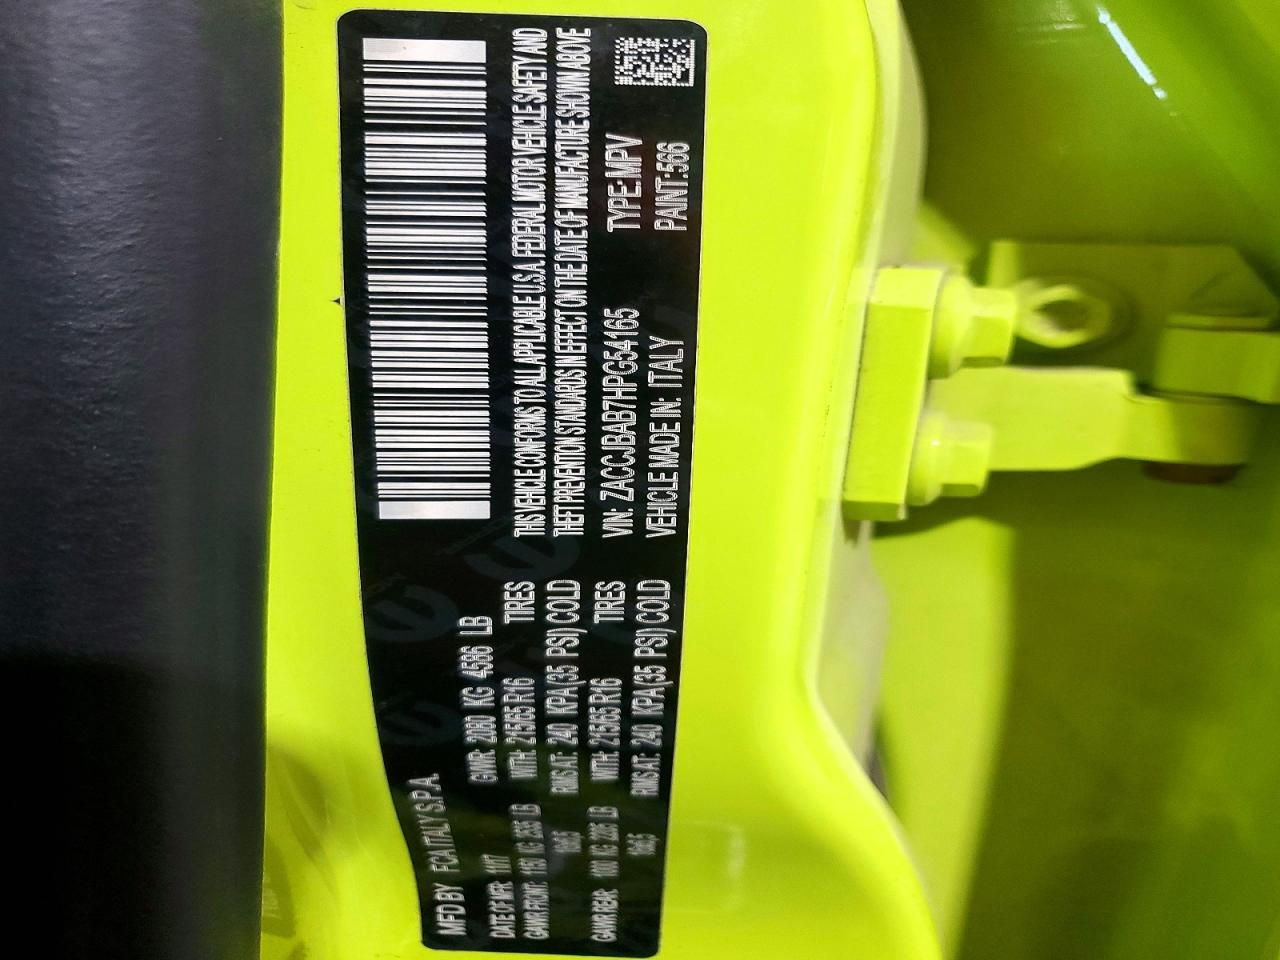 MFD BY FCA ITALY S.P.A.
DATE OF MFR: 1/17 GVWR: 2080 KG 4586 LB
GAWR FRONT: 1150 KG 2535 LB WITH: 215/65 R16 TIRES
16x6.5 RIMS AT: 240 KPA(35 PSI) COLD
GAWR REAR: KG LB WITH: 215/65 R16 TIRES
16x6.5 RIMS AT: 240 KPA(35 PSI) COLD
THIS VEHICLE CONFORMS TO ALL APPLICABLE U.S.A. FEDERAL MOTOR VEHICLE SAFETY AND
THEFT PREVENTION STANDARDS IN EFFECT ON THE DATE OF MANUFACTURE SHOWN ABOVE
VIN: ZACCJBAB7HPG54165 TYPE:MPV
VEHICLE MADE IN: ITALY PAINT:566